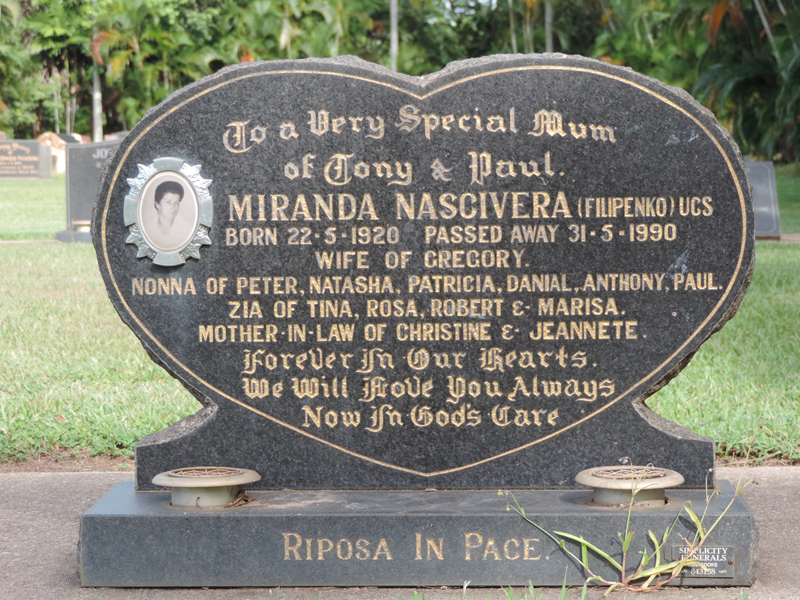 To a Very Special Mum
of Tony & Paul.
MIRANDA NASCIVERA (FILIPENKO) UCS
BORN 22·5·1920 PASSED AWAY 31·5·1990
WIFE OF GREGORY.
NONNA OF PETER, NATASHA, PATRICIA, DANIAL, ANTHONY, PAUL.
ZIA OF TINA, ROSA, ROBERT & MARISA.
MOTHER-IN-LAW OF CHRISTINE & JEANNETE.
Forever In Our Hearts.
We Will Love You Always
Now In God's Care
RIPOSA IN PACE.
SIMPLICITY
FUNERALS
JOS